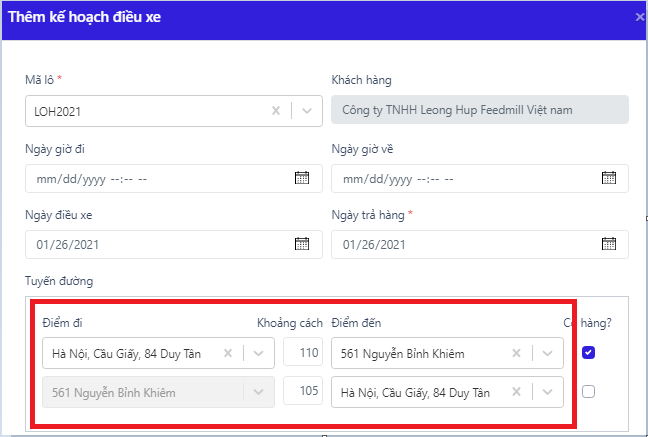 Thêm kế hoạch điều xe ×
Mã lô * Khách hàng
LOH2021 × Công ty TNHH Leong Hup Feedmill Việt nam
Ngày giờ đi Ngày giờ về
mm/dd/yyyy --:-- -- mm/dd/yyyy --:-- --
Ngày điều xe Ngày trả hàng *
01/26/2021 01/26/2021
Tuyến đường
Điểm đi Khoảng cách Điểm đến Có hàng?
Hà Nội, Cầu Giấy, 84 Duy Tân × 110 561 Nguyễn Bỉnh Khiêm ×
561 Nguyễn Bỉnh Khiêm 105 Hà Nội, Cầu Giấy, 84 Duy Tân ×